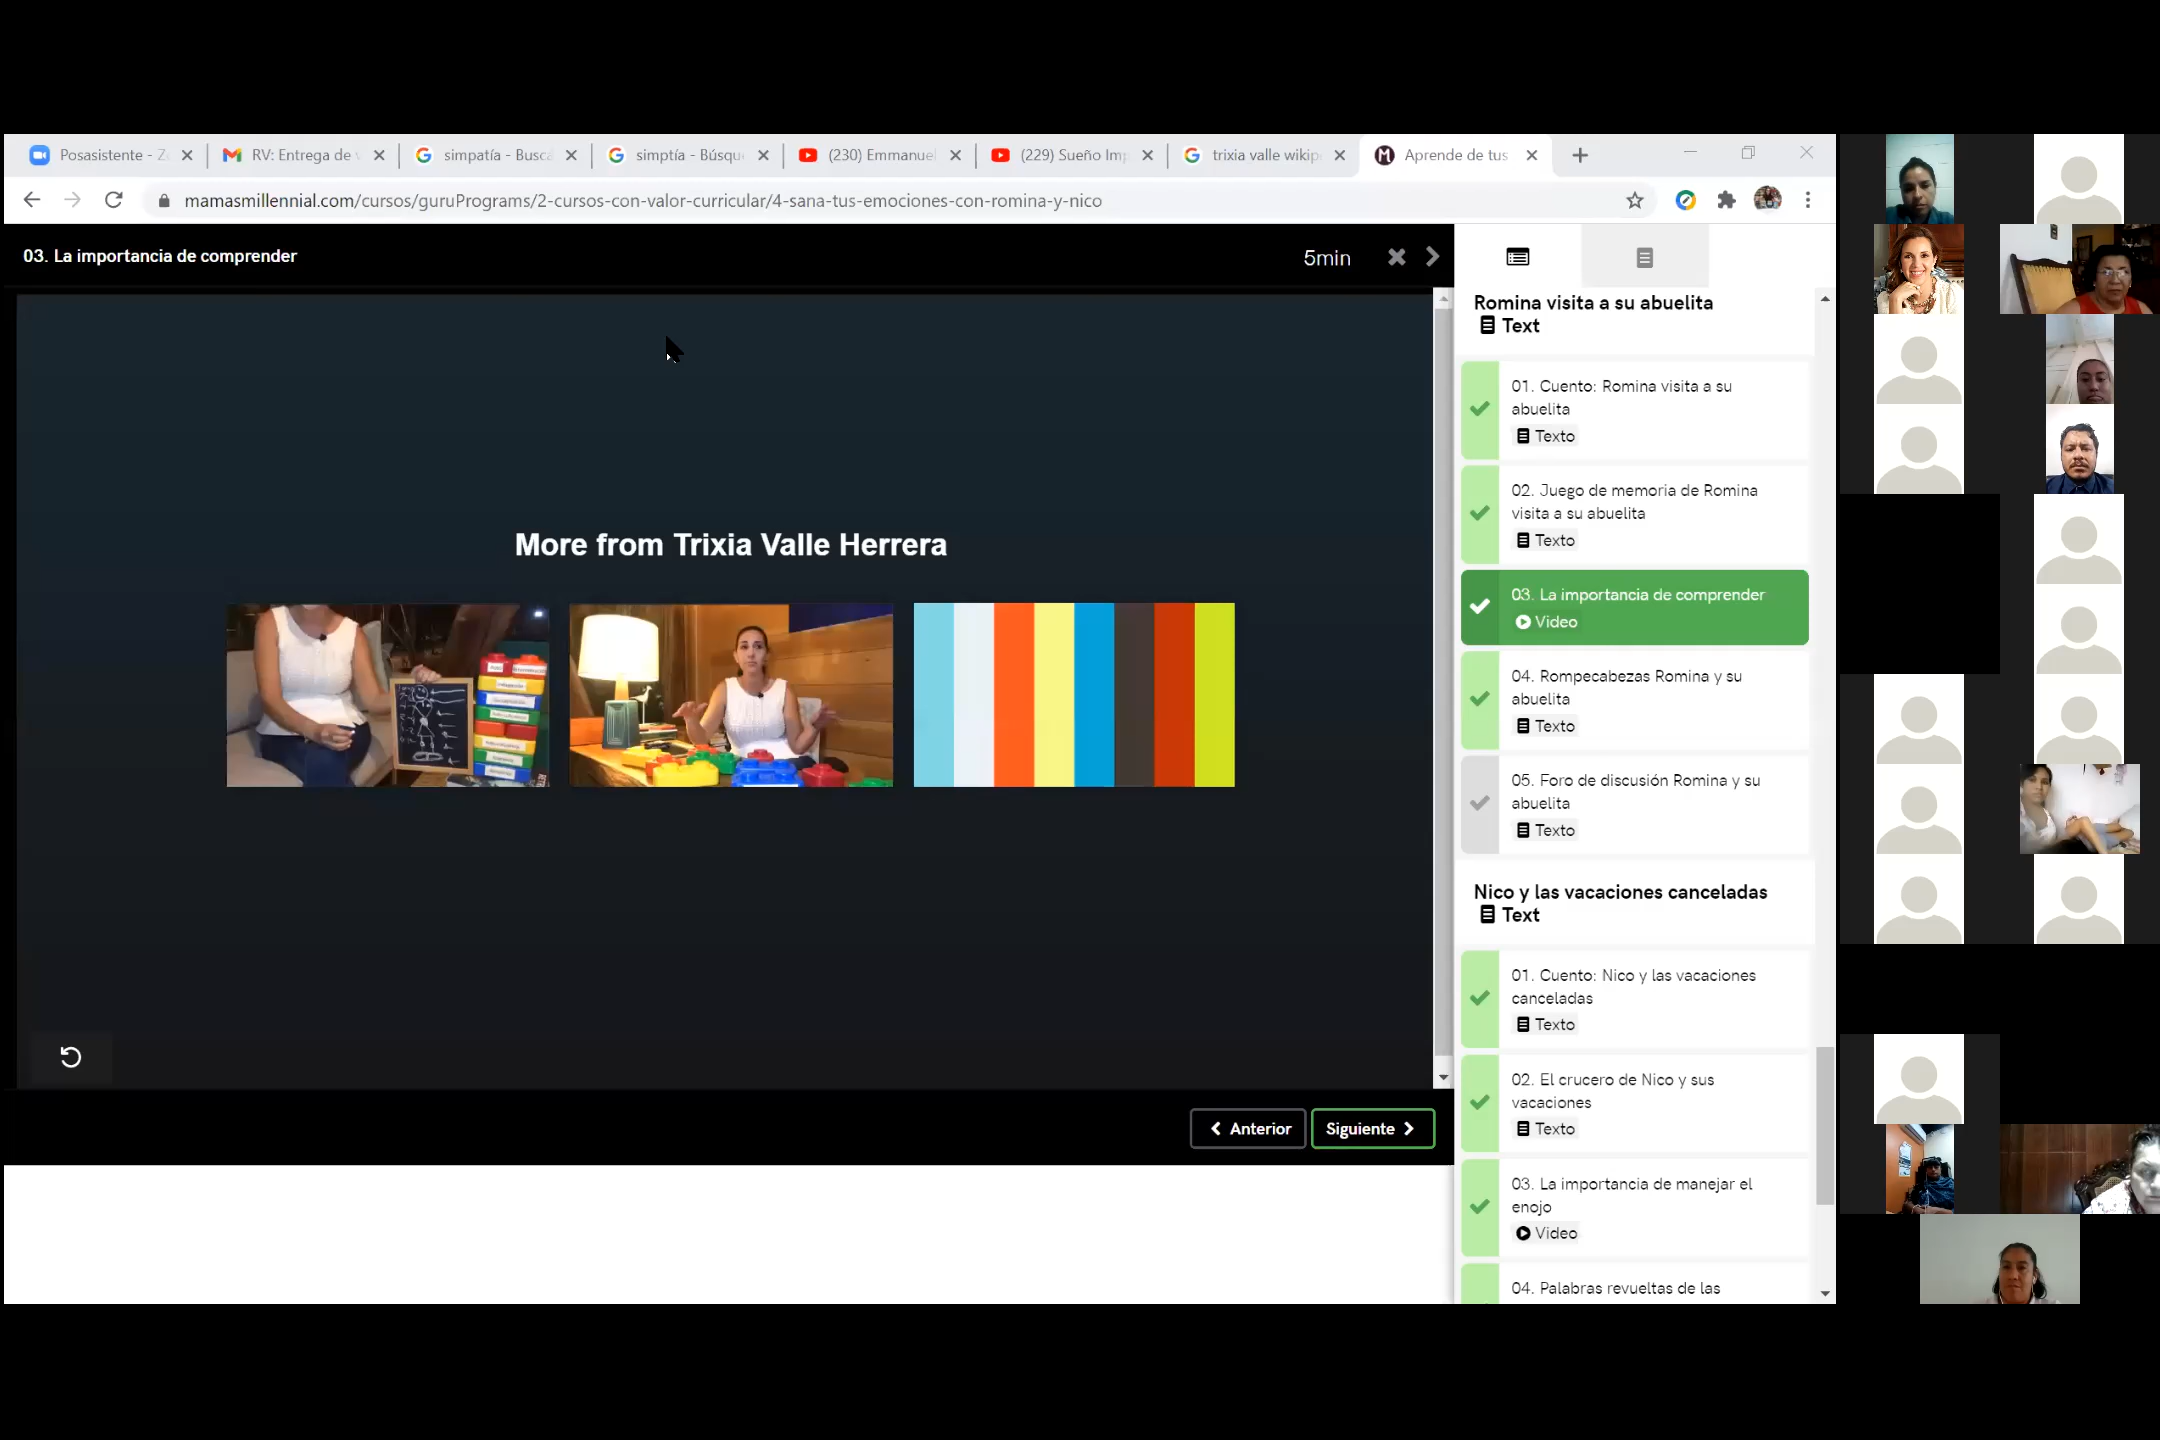 Posasistente - Z
RV: Entrega de
simpatía - Busca
simptía - Búsqu
(230) Emmanuel
(229) Sueño Imp
trixia valle wikip
Aprende de tus
mamasmillennial.com/cursos/guruPrograms/2-cursos-con-valor-curricular/4-sana-tus-emociones-con-romina-y-nico
03. La importancia de comprender
5min
More from Trixia Valle Herrera
Anterior
Siguiente
Romina visita a su abuelita
Text
01. Cuento: Romina visita a su
abuelita
Texto
02. Juego de memoria de Romina
visita a su abuelita
Texto
03. La importancia de comprender
Video
04. Rompecabezas Romina y su
abuelita
Texto
05. Foro de discusión Romina y su
abuelita
Texto
Nico y las vacaciones canceladas
Text
01. Cuento: Nico y las vacaciones
canceladas
Texto
02. El crucero de Nico y sus
vacaciones
Texto
03. La importancia de manejar el
enojo
Video
04. Palabras revueltas de las